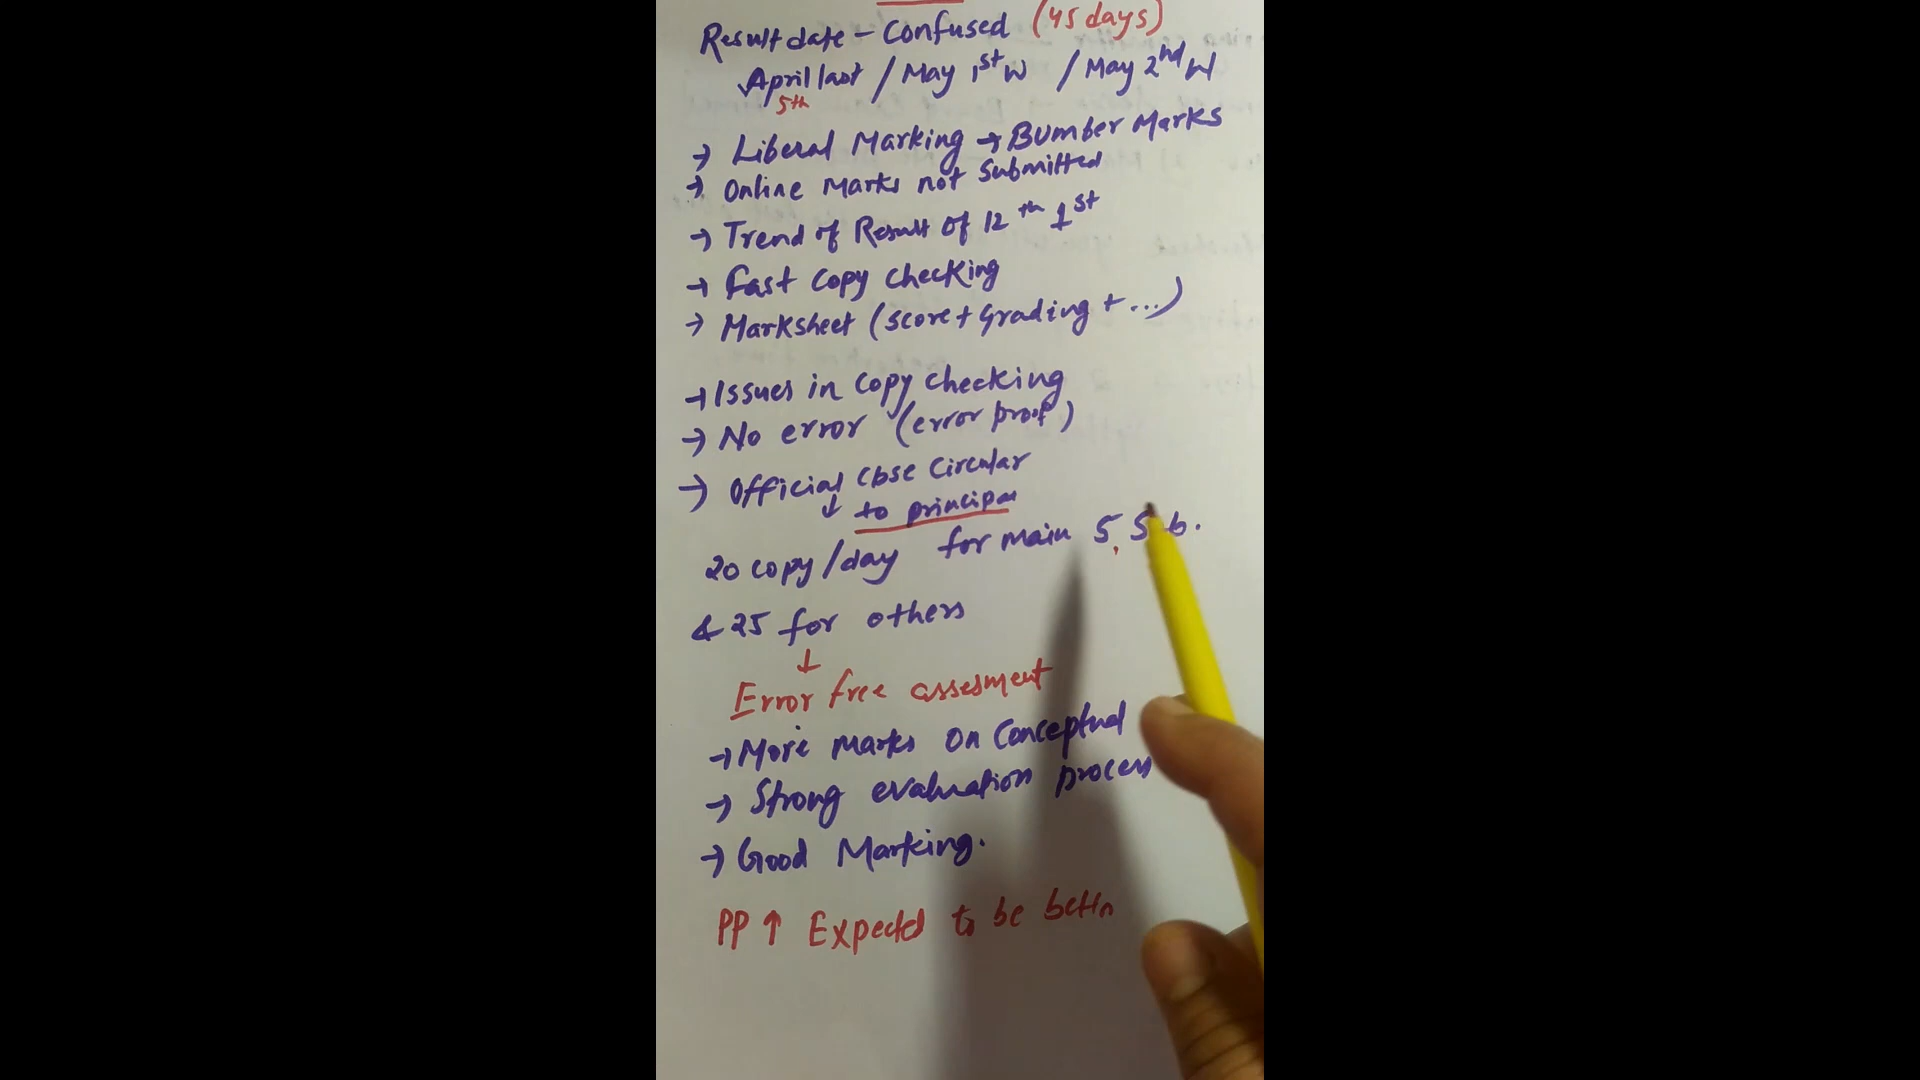 Result date - Confused (45 days)
April last / May 1st W / May 2nd W
5th
→ Liberal Marking → Bumber Marks
→ Online Marks not Submitted
→ Trend of Result of 12th 1st
→ Fast Copy Checking
→ Marksheet (Score + Grading + ...)
→ Issues in Copy Checking
→ No error (error proof)
→ Official Cbse Circular
↓ to principal
20 copy/day for main 5 Sub.
& 25 for others
↓
Error free assesment
→ More marks on Conceptual
→ Strong evaluation process
→ Good Marking.
PP ↑ Expected to be better